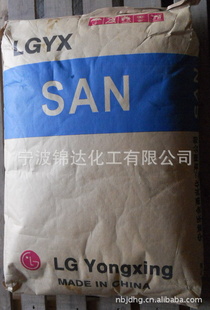 LGYX
SAN
宁波锦达化工有限公司
LG Yongxing
MADE IN CHINA
nbjdhg.cn.alibaba.com